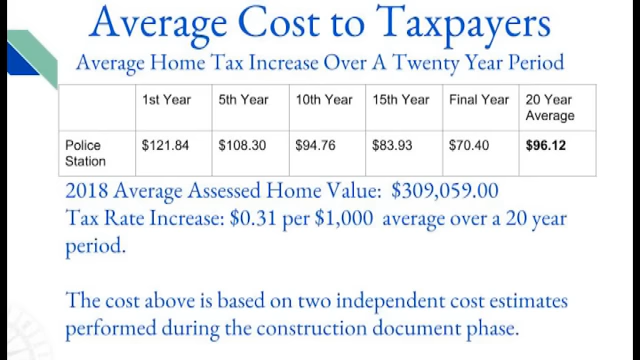 Average Cost to Taxpayers
Average Home Tax Increase Over A Twenty Year Period
1st Year 5th Year 10th Year 15th Year Final Year 20 Year Average
Police Station $121.84 $108.30 $94.76 $83.93 $70.40 $96.12
2018 Average Assessed Home Value: $309,059.00
Tax Rate Increase: $0.31 per $1,000 average over a 20 year
period.
The cost above is based on two independent cost estimates
performed during the construction document phase.